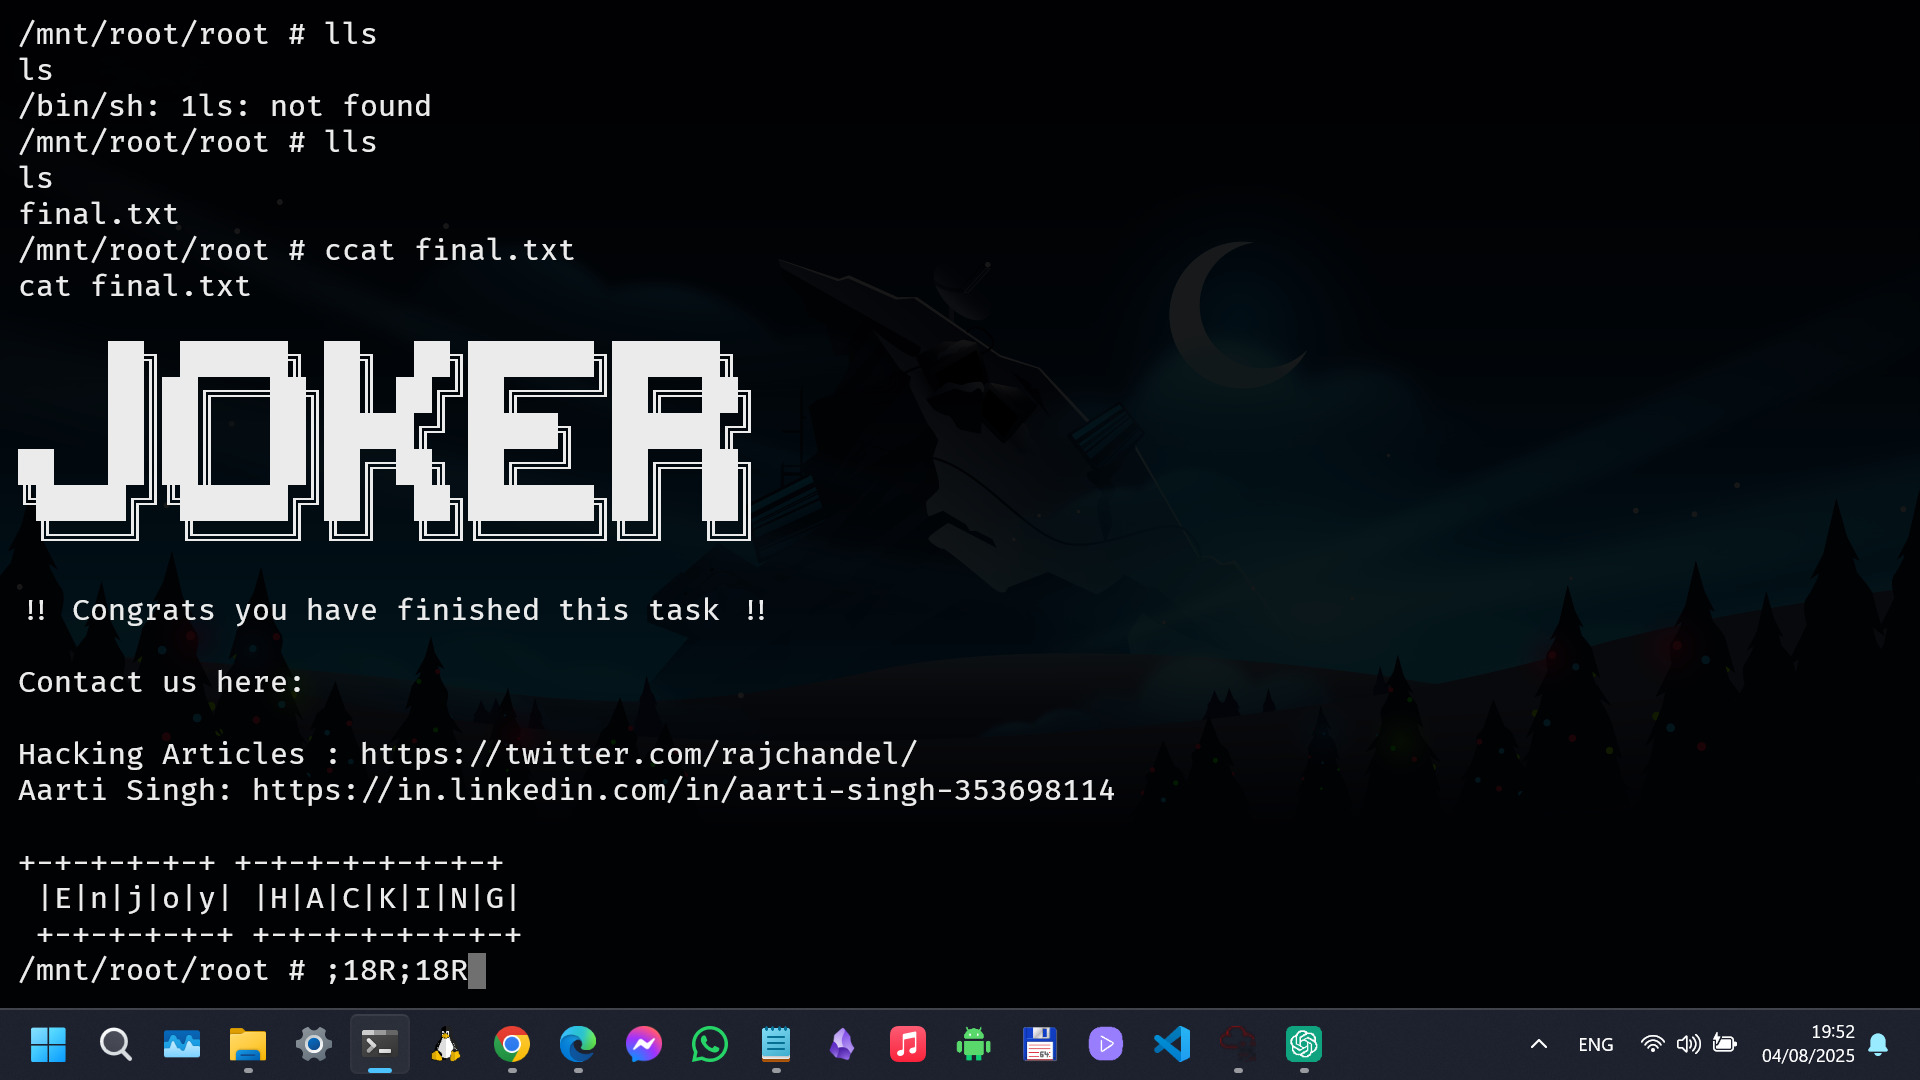 /mnt/root/root # lls
ls
/bin/sh: 1ls: not found
/mnt/root/root # lls
ls
final.txt
/mnt/root/root # ccat final.txt
cat final.txt
JOKER
!! Congrats you have finished this task !!
Contact us here:
Hacking Articles : https://twitter.com/rajchandel/
Aarti Singh: https://in.linkedin.com/in/aarti-singh-353698114
+-+-+-+-+-+ +-+-+-+-+-+-+-+
|E|n|j|o|y| |H|A|C|K|I|N|G|
+-+-+-+-+-+ +-+-+-+-+-+-+-+
/mnt/root/root # ;18R;18R
64
ENG
19:52
04/08/2025